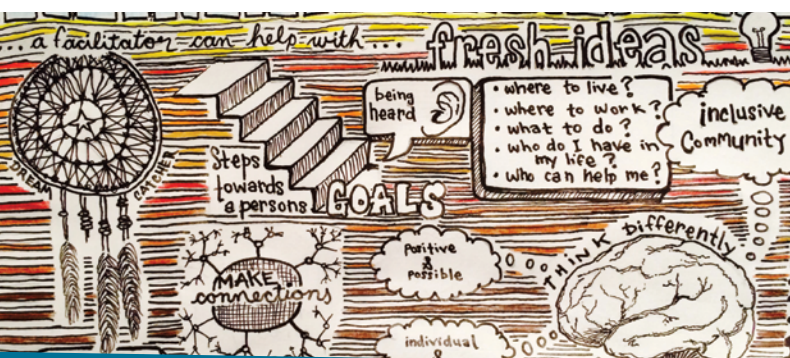 ...a facilitator can help with...
fresh ideas
DREAM CATCHER
being
heard
• where to live?
• where to work?
• what to do?
• who do I have in
my life?
• who can help me?
inclusive
Community
Steps
towards
a persons
GOALS
MAKE
connections
Positive
&
possible
THINK Differently
individual
&